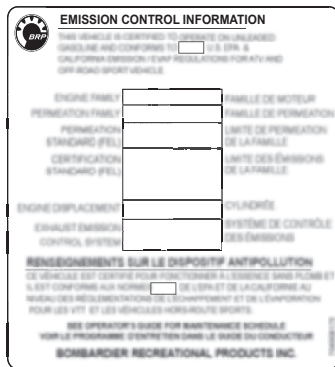 EMISSION CONTROL INFORMATION
BRP
THIS VEHICLE IS CERTIFIED TO OPERATE ON UNLEADED
GASOLINE AND CONFORMS TO U.S. EPA &
CALIFORNIA EMISSION / EVAP REGULATIONS FOR ATV AND
OFF-ROAD SPORT VEHICLE.
ENGINE FAMILY FAMILLE DE MOTEUR
PERMEATION FAMILY FAMILLE DE PERMEATION
PERMEATION LIMITE DE PERMEATION
STANDARD (FEL) DE LA FAMILLE
CERTIFICATION LIMITE DES ÉMISSIONS
STANDARD (FEL) DE LA FAMILLE
ENGINE DISPLACEMENT CYLINDRÉE
EXHAUST EMISSION SYSTÈME DE CONTRÔLE
CONTROL SYSTEM DES ÉMISSIONS
RENSEIGNEMENTS SUR LE DISPOSITIF ANTIPOLLUTION
CE VÉHICULE EST CERTIFIÉ POUR FONCTIONNER À L'ESSENCE SANS PLOMB ET
IL EST CONFORME AUX NORMES DE L'EPA ET DE LA CALIFORNIE AU
NIVEAU DES RÉGLEMENTATIONS DE L'ÉCHAPPEMENT ET DE L'ÉVAPORATION
POUR LES VTT ET LES VÉHICULES HORS-ROUTE SPORTS.
SEE OPERATOR'S GUIDE FOR MAINTENANCE SCHEDULE
VOIR LE PROGRAMME D'ENTRETIEN DANS LE GUIDE DU CONDUCTEUR
BOMBARDIER RECREATIONAL PRODUCTS INC.